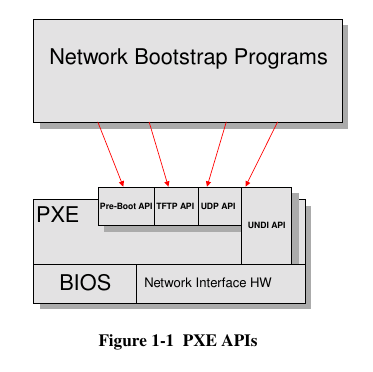 Network Bootstrap Programs
Pre-Boot API TFTP API UDP API
PXE
UNDI API
BIOS Network Interface HW
Figure 1-1 PXE APIs